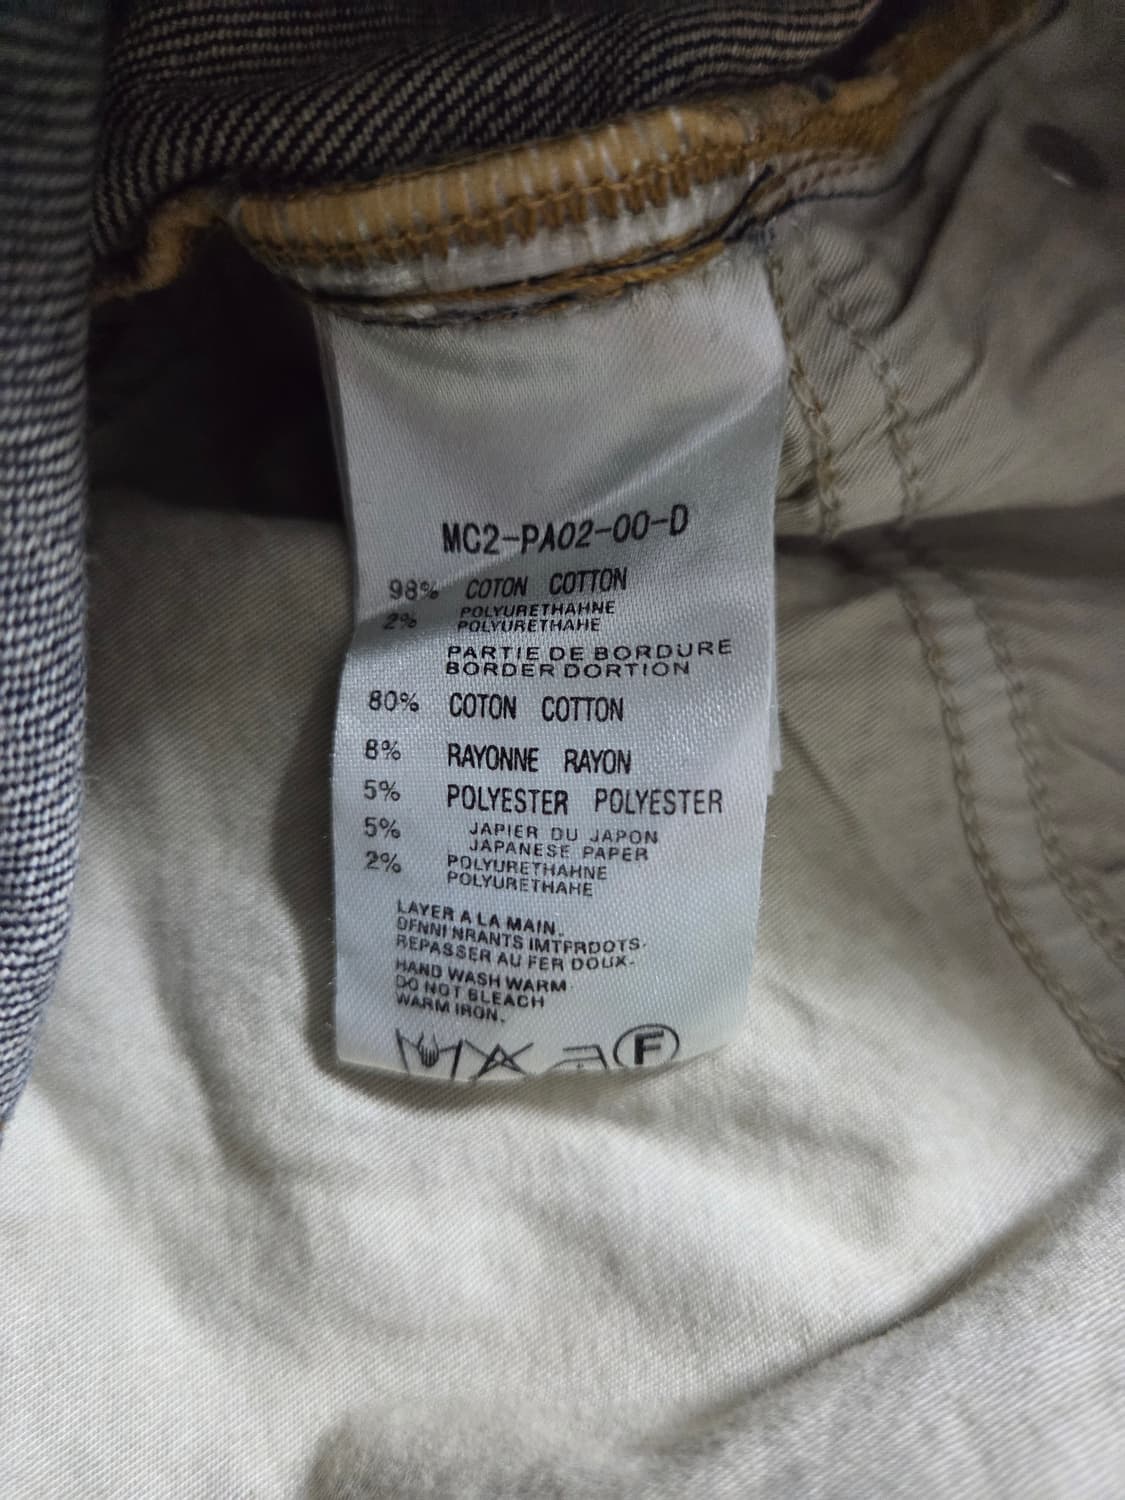 MC2-PA02-00-D
98% COTON COTTON
2% POLYURETHAHNE
POLYURETHAHE
PARTIE DE BORDURE
BORDER DORTION
80% COTON COTTON
8% RAYONNE RAYON
5% POLYESTER POLYESTER
5% JAPIER DU JAPON
JAPANESE PAPER
2% POLYURETHAHNE
POLYURETHAHE
LAYER A LA MAIN.
DFNNI NRANTS IMTFRDOTS.
REPASSER AU FER DOUX.
HAND WASH WARM.
DO NOT BLEACH
WARM IRON.
F